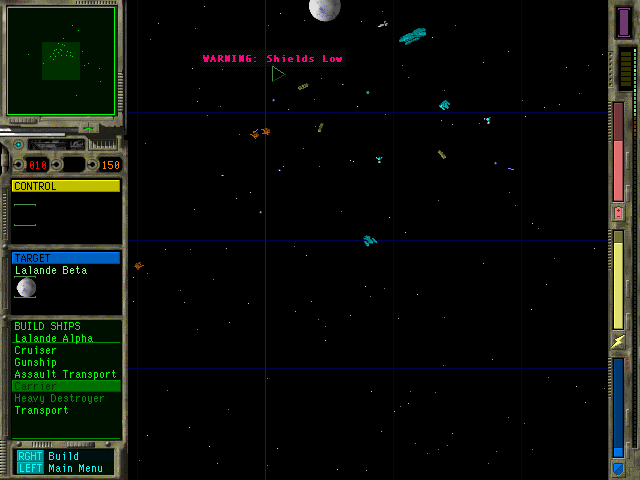 WARNING: Shields Low
010
150
CONTROL
TARGET
Lalande Beta
BUILD SHIPS
Lalande Alpha
Cruiser
Gunship
Assault Transport
Carrier
Heavy Destroyer
Transport
RGHT Build
LEFT Main Menu